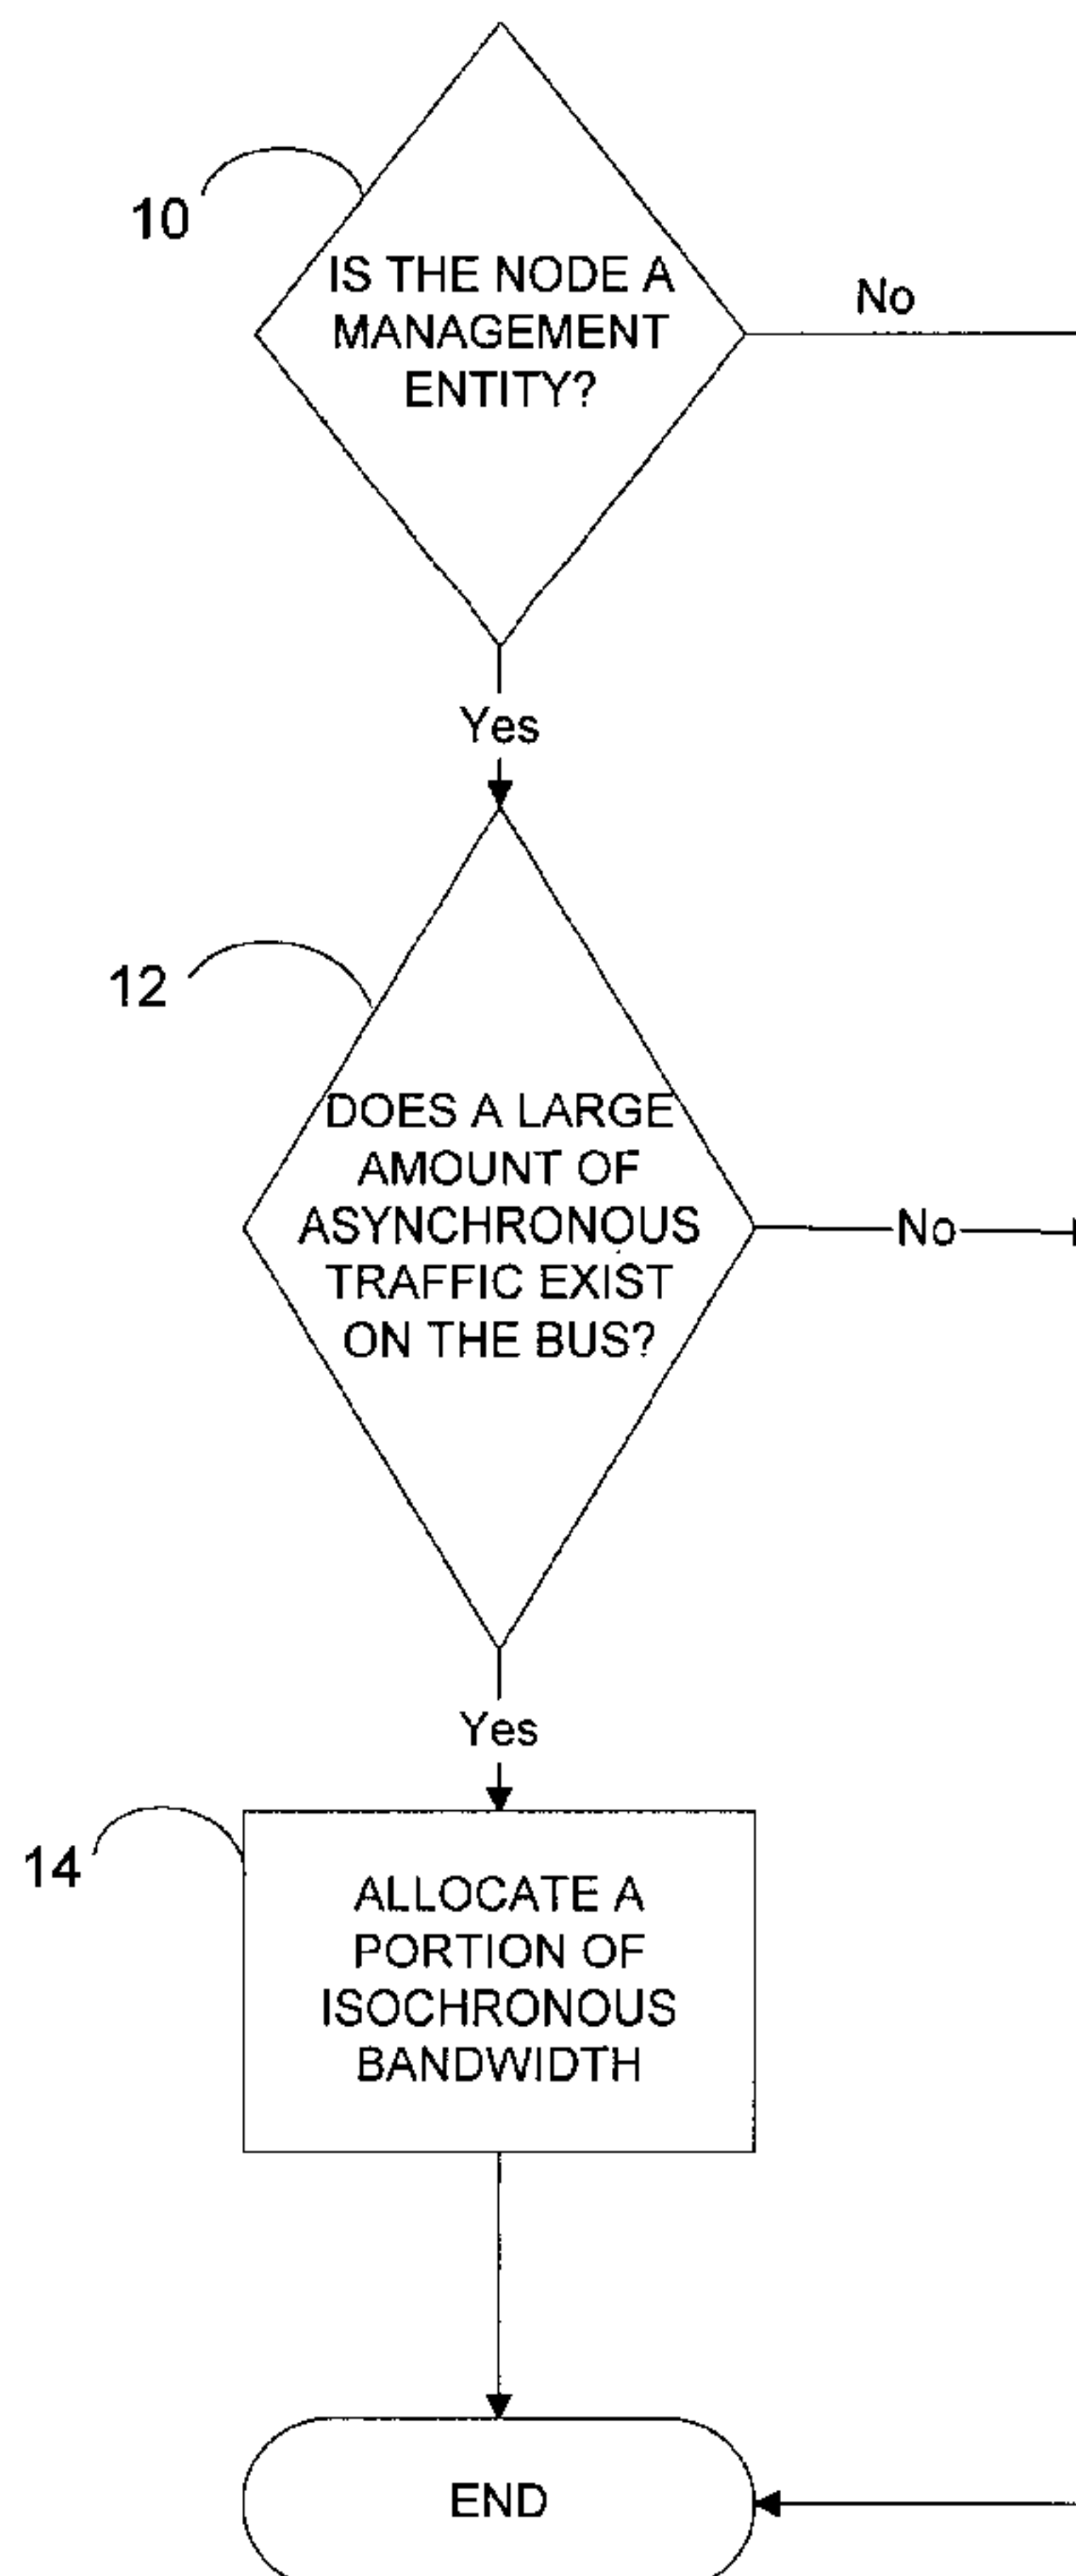 10
IS THE NODE A
MANAGEMENT
ENTITY?
No
Yes
12
DOES A LARGE
AMOUNT OF
ASYNCHRONOUS
TRAFFIC EXIST
ON THE BUS?
No
Yes
14
ALLOCATE A
PORTION OF
ISOCHRONOUS
BANDWIDTH
END